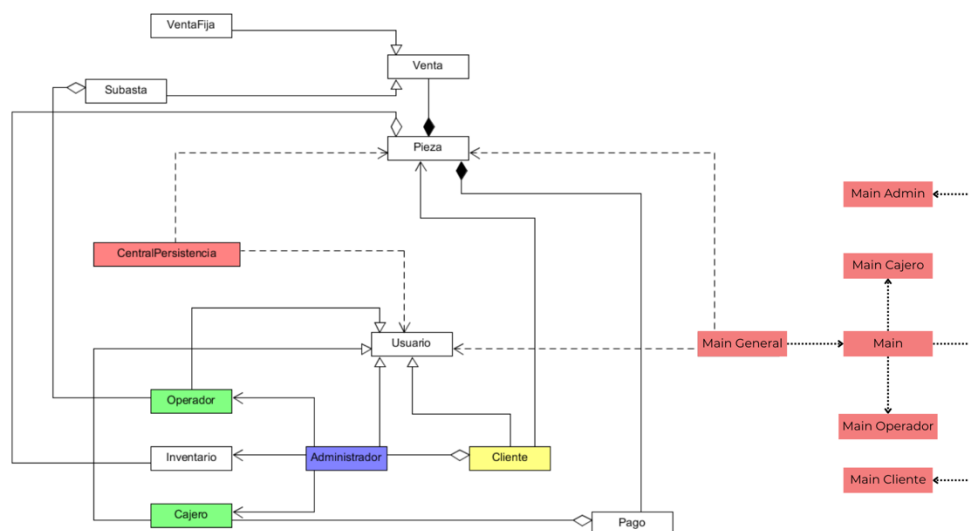 VentaFija
Venta
Subasta
Pieza
Main Admin
CentralPersistencia
Main Cajero
Usuario
Main General
Main
Operador
Main Operador
Inventario
Administrador
Cliente
Main Cliente
Cajero
Pago